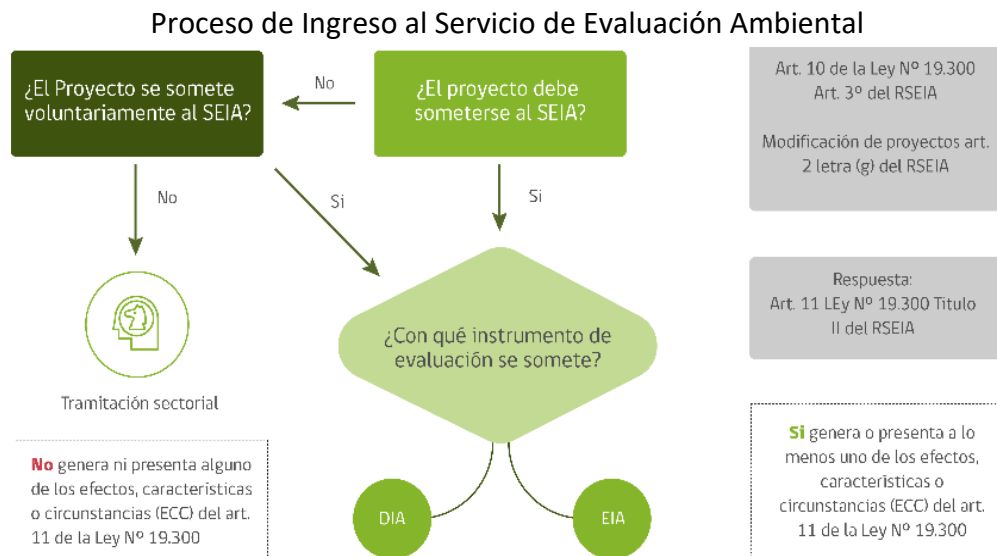 Proceso de Ingreso al Servicio de Evaluación Ambiental
¿El Proyecto se somete
voluntariamente al SEIA?
No
¿El proyecto debe
someterse al SEIA?
Art. 10 de la Ley Nº 19.300
Art. 3º del RSEIA
Modificación de proyectos art.
2 letra (g) del RSEIA
No
Si
Si
Tramitación sectorial
¿Con qué instrumento de
evaluación se somete?
Respuesta:
Art. 11 LEy Nº 19.300 Titulo
II del RSEIA
No genera ni presenta alguno
de los efectos, características
o circunstancias (ECC) del art.
11 de la Ley Nº 19.300
DIA
EIA
Si genera o presenta a lo
menos uno de los efectos,
características o
circunstancias (ECC) del art.
11 de la Ley Nº 19.300